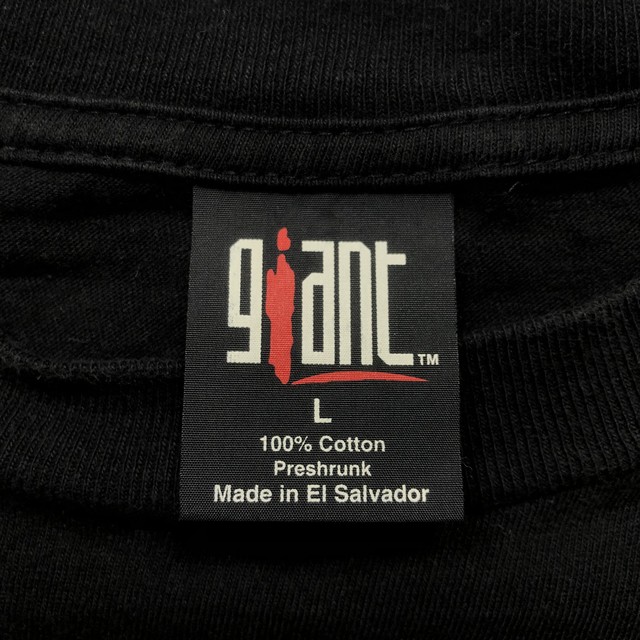 giant™
L
100% Cotton
Preshrunk
Made in El Salvador